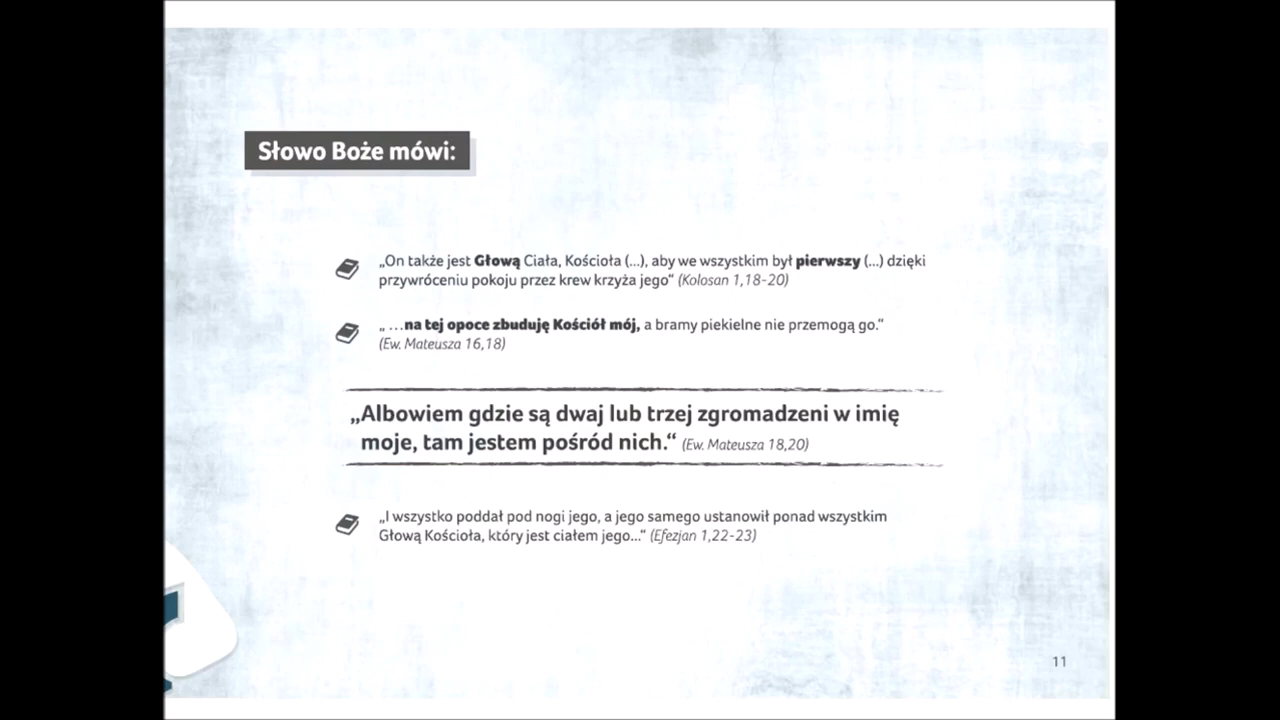 Słowo Boże mówi:
„On także jest Głową Ciała, Kościoła (...), aby we wszystkim był pierwszy (...) dzięki
przywróceniu pokoju przez krew krzyża jego“ (Kolosan 1,18-20)
„ ...na tej opoce zbuduję Kościół mój, a bramy piekielne nie przemogą go.“
(Ew. Mateusza 16,18)
„Albowiem gdzie są dwaj lub trzej zgromadzeni w imię
moje, tam jestem pośród nich.“ (Ew. Mateusza 18,20)
„I wszystko poddał pod nogi jego, a jego samego ustanowił ponad wszystkim
Głową Kościoła, który jest ciałem jego...“ (Efezjan 1,22-23)
11